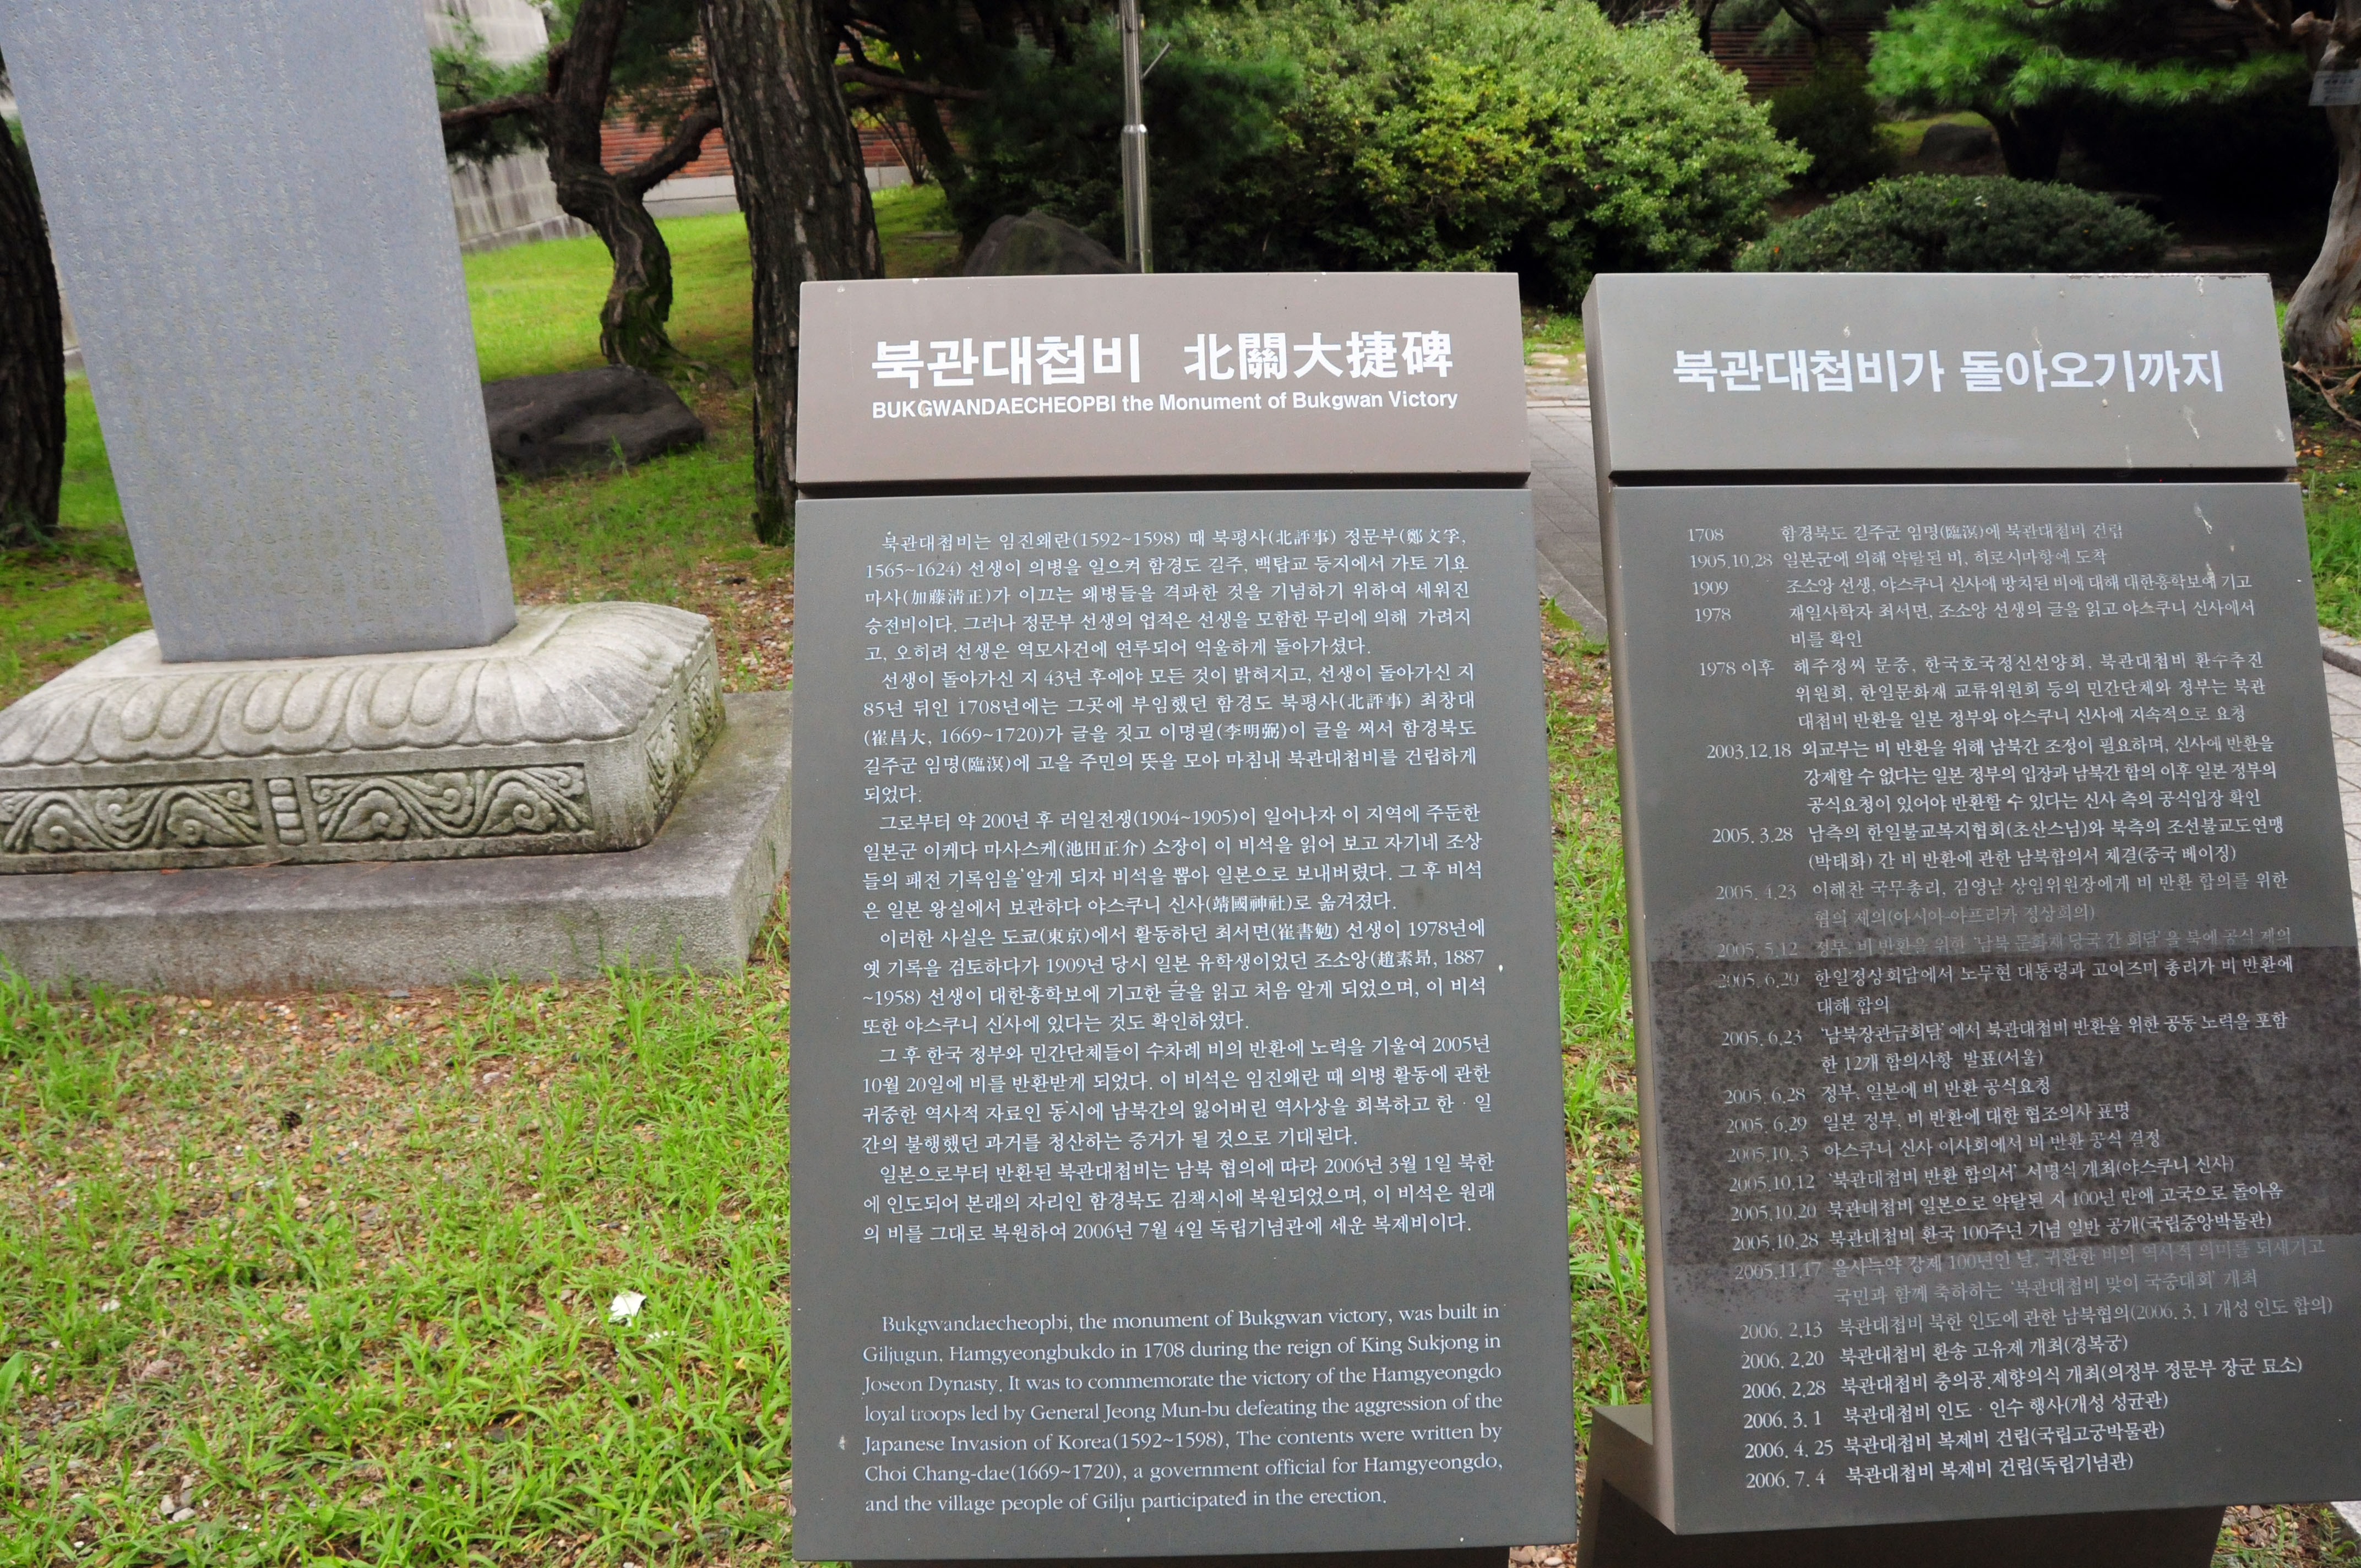 북관대첩비 北關大捷碑
BUKGWANDAECHEOPBI the Monument of Bukgwan Victory
북관대첩비는 임진왜란(1592~1598) 때 북평사(北評事) 정문부(鄭文孚,
1565~1624) 선생이 의병을 일으켜 함경도 길주, 백탑교 등지에서 가토 기요
마사(加藤清正)가 이끄는 왜병들을 격파한 것을 기념하기 위하여 세워진
승전비이다. 그러나 정문부 선생의 업적은 선생을 모함한 무리에 의해 가려지
고, 오히려 선생은 역모사건에 연루되어 억울하게 돌아가셨다.
선생이 돌아가신 지 43년 후에야 모든 것이 밝혀지고, 선생이 돌아가신 지
85년 뒤인 1708년에는 그곳에 부임했던 함경도 북평사(北評事) 최창대
(崔昌大, 1669~1720)가 글을 짓고 이명필(李明弼)이 글을 써서 함경북도
길주군 임명(臨溟)에 고을 주민의 뜻을 모아 마침내 북관대첩비를 건립하게
되었다.
그로부터 약 200년 후 러일전쟁(1904~1905)이 일어나자 이 지역에 주둔한
일본군 이케다 마사스케(池田正介) 소장이 이 비석을 읽어 보고 자기네 조상
들의 패전 기록임을 알게 되자 비석을 뽑아 일본으로 보내버렸다. 그 후 비석
은 일본 왕실에서 보관하다 야스쿠니 신사(靖國神社)로 옮겨졌다.
이러한 사실은 도쿄(東京)에서 활동하던 최서면(崔書勉) 선생이 1978년에
옛 기록을 검토하다가 1909년 당시 일본 유학생이었던 조소앙(趙素昻, 1887
~1958) 선생이 대한흥학보에 기고한 글을 읽고 처음 알게 되었으며, 이 비석
또한 야스쿠니 신사에 있다는 것도 확인하였다.
그 후 한국 정부와 민간단체들이 수차례 비의 반환에 노력을 기울여 2005년
10월 20일에 비를 반환받게 되었다. 이 비석은 임진왜란 때 의병 활동에 관한
귀중한 역사적 자료인 동시에 남북간의 잃어버린 역사상을 회복하고 한 · 일
간의 불행했던 과거를 청산하는 증거가 될 것으로 기대된다.
일본으로부터 반환된 북관대첩비는 남북 협의에 따라 2006년 3월 1일 북한
에 인도되어 본래의 자리인 함경북도 김책시에 복원되었으며, 이 비석은 원래
의 비를 그대로 복원하여 2006년 7월 4일 독립기념관에 세운 복제비이다.
Bukgwandaecheopbi, the monument of Bukgwan victory, was built in
Giljugun, Hamgyeongbukdo in 1708 during the reign of King Sukjong in
Joseon Dynasty. It was to commemorate the victory of the Hamgyeongdo
loyal troops led by General Jeong Mun-bu defeating the aggression of the
Japanese Invasion of Korea(1592~1598), The contents were written by
Choi Chang-dae(1669~1720), a government official for Hamgyeongdo,
and the village people of Gilju participated in the erection.
북관대첩비가 돌아오기까지
1708 함경북도 길주군 임명(臨溟)에 북관대첩비 건립
1905.10.28 일본군에 의해 약탈된 비, 히로시마항에 도착
1909 조소앙 선생, 야스쿠니 신사에 방치된 비에 대해 대한흥학보에 기고
1978 재일사학자 최서면, 조소앙 선생의 글을 읽고 야스쿠니 신사에서
비를 확인
1978 이후 해주정씨 문중, 한국호국정신선양회, 북관대첩비 환수추진
위원회, 한일문화재 교류위원회 등의 민간단체와 정부는 북관
대첩비 반환을 일본 정부와 야스쿠니 신사에 지속적으로 요청
2003.12.18 외교부는 비 반환을 위해 남북간 조정이 필요하며, 신사에 반환을
강제할 수 없다는 일본 정부의 입장과 남북간 합의 이후 일본 정부의
공식요청이 있어야 반환할 수 있다는 신사 측의 공식입장 확인
2005. 3.28 남측의 한일불교복지협회(초산스님)와 북측의 조선불교도연맹
(박태화) 간 비 반환에 관한 남북합의서 체결(중국 베이징)
2005. 4.23 이해찬 국무총리, 김영남 상임위원장에게 비 반환 합의를 위한
협의 제의(아시아·아프리카 정상회의)
2005. 5.12 정부, 비 반환을 위한 '남북 문화재 당국 간 회담'을 북에 공식 제의
2005. 6.20 한일정상회담에서 노무현 대통령과 고이즈미 총리가 비 반환에
대해 합의
2005. 6.23 '남북장관급회담'에서 북관대첩비 반환을 위한 공동 노력을 포함
한 12개 합의사항 발표(서울)
2005. 6.28 정부, 일본에 비 반환 공식요청
2005. 6.29 일본 정부, 비 반환에 대한 협조의사 표명
2005.10. 3 야스쿠니 신사 이사회에서 비 반환 공식 결정
2005.10.12 '북관대첩비 반환 합의서' 서명식 개최(야스쿠니 신사)
2005.10.20 북관대첩비 일본으로 약탈된 지 100년 만에 고국으로 돌아옴
2005.10.28 북관대첩비 환국 100주년 기념 일반 공개(국립중앙박물관)
2005.11.17 을사늑약 강제 100년인 날, 귀환한 비의 역사적 의미를 되새기고
국민과 함께 축하하는 '북관대첩비 맞이 국중대회' 개최
2006. 2.13 북관대첩비 북한 인도에 관한 남북협의(2006. 3. 1 개성 인도 합의)
2006. 2.20 북관대첩비 환송 고유제 개최(경복궁)
2006. 2.28 북관대첩비 충의공 제향의식 개최(의정부 정문부 장군 묘소)
2006. 3. 1 북관대첩비 인도 · 인수 행사(개성 성균관)
2006. 4. 25 북관대첩비 복제비 건립(국립고궁박물관)
2006. 7. 4 북관대첩비 복제비 건립(독립기념관)